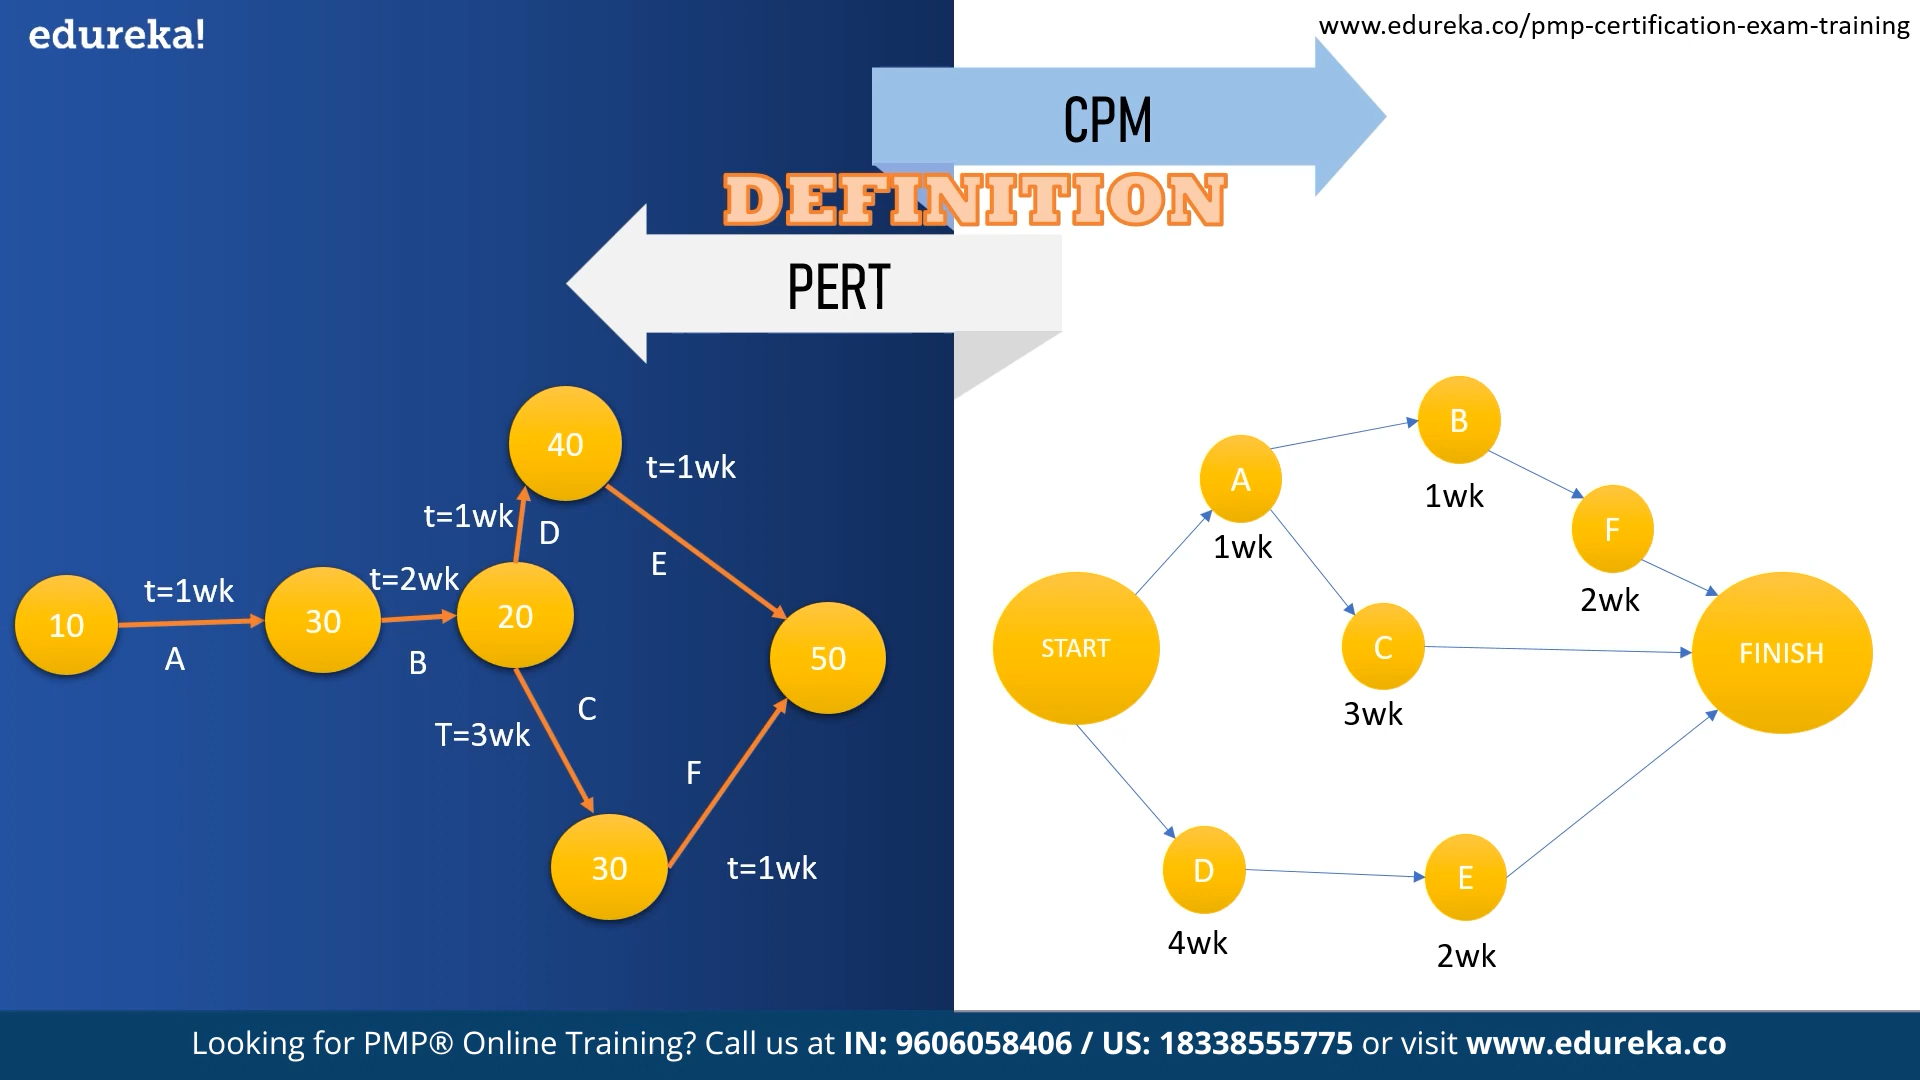 edureka!
www.edureka.co/pmp-certification-exam-training
CPM
DEFINITION
PERT
40
t=1wk
t=1wk
D
E
t=1wk
t=2wk
10
30
20
50
A
B
C
T=3wk
F
30
t=1wk
B
A
1wk
F
1wk
2wk
START
C
FINISH
3wk
D
E
4wk
2wk
Looking for PMP® Online Training? Call us at IN: 9606058406 / US: 18338555775 or visit www.edureka.co